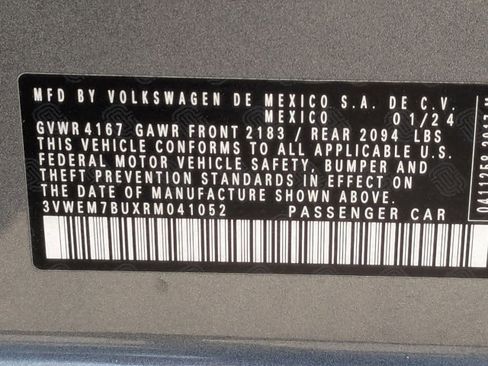 MFD BY VOLKSWAGEN DE MEXICO S.A. DE C.V.
MEXICO 01/24
GVWR 4167 GAWR FRONT 2183 / REAR 2094 LBS
THIS VEHICLE CONFORMS TO ALL APPLICABLE
FEDERAL MOTOR VEHICLE SAFETY, BUMPER AND
THEFT PREVENTION STANDARDS IN EFFECT ON
THE DATE OF MANUFACTURE SHOWN ABOVE.
3VWEM7BUXRM041052 PASSENGER CAR